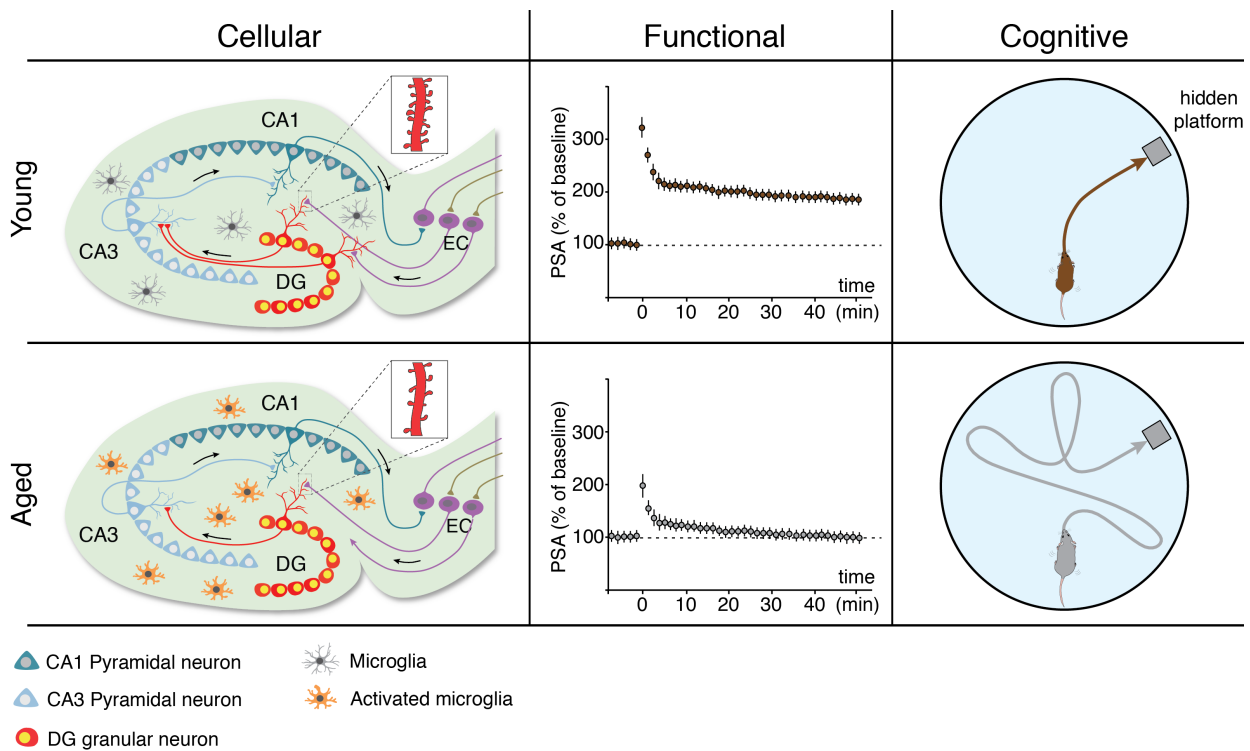 Cellular
Functional
Cognitive
Young
CA1
CA3
DG
EC
PSA (% of baseline)
300
200
100
time
0 10 20 30 40 (min)
hidden
platform
Aged
CA1
CA3
DG
EC
PSA (% of baseline)
300
200
100
time
0 10 20 30 40 (min)
CA1 Pyramidal neuron
Microglia
CA3 Pyramidal neuron
Activated microglia
DG granular neuron